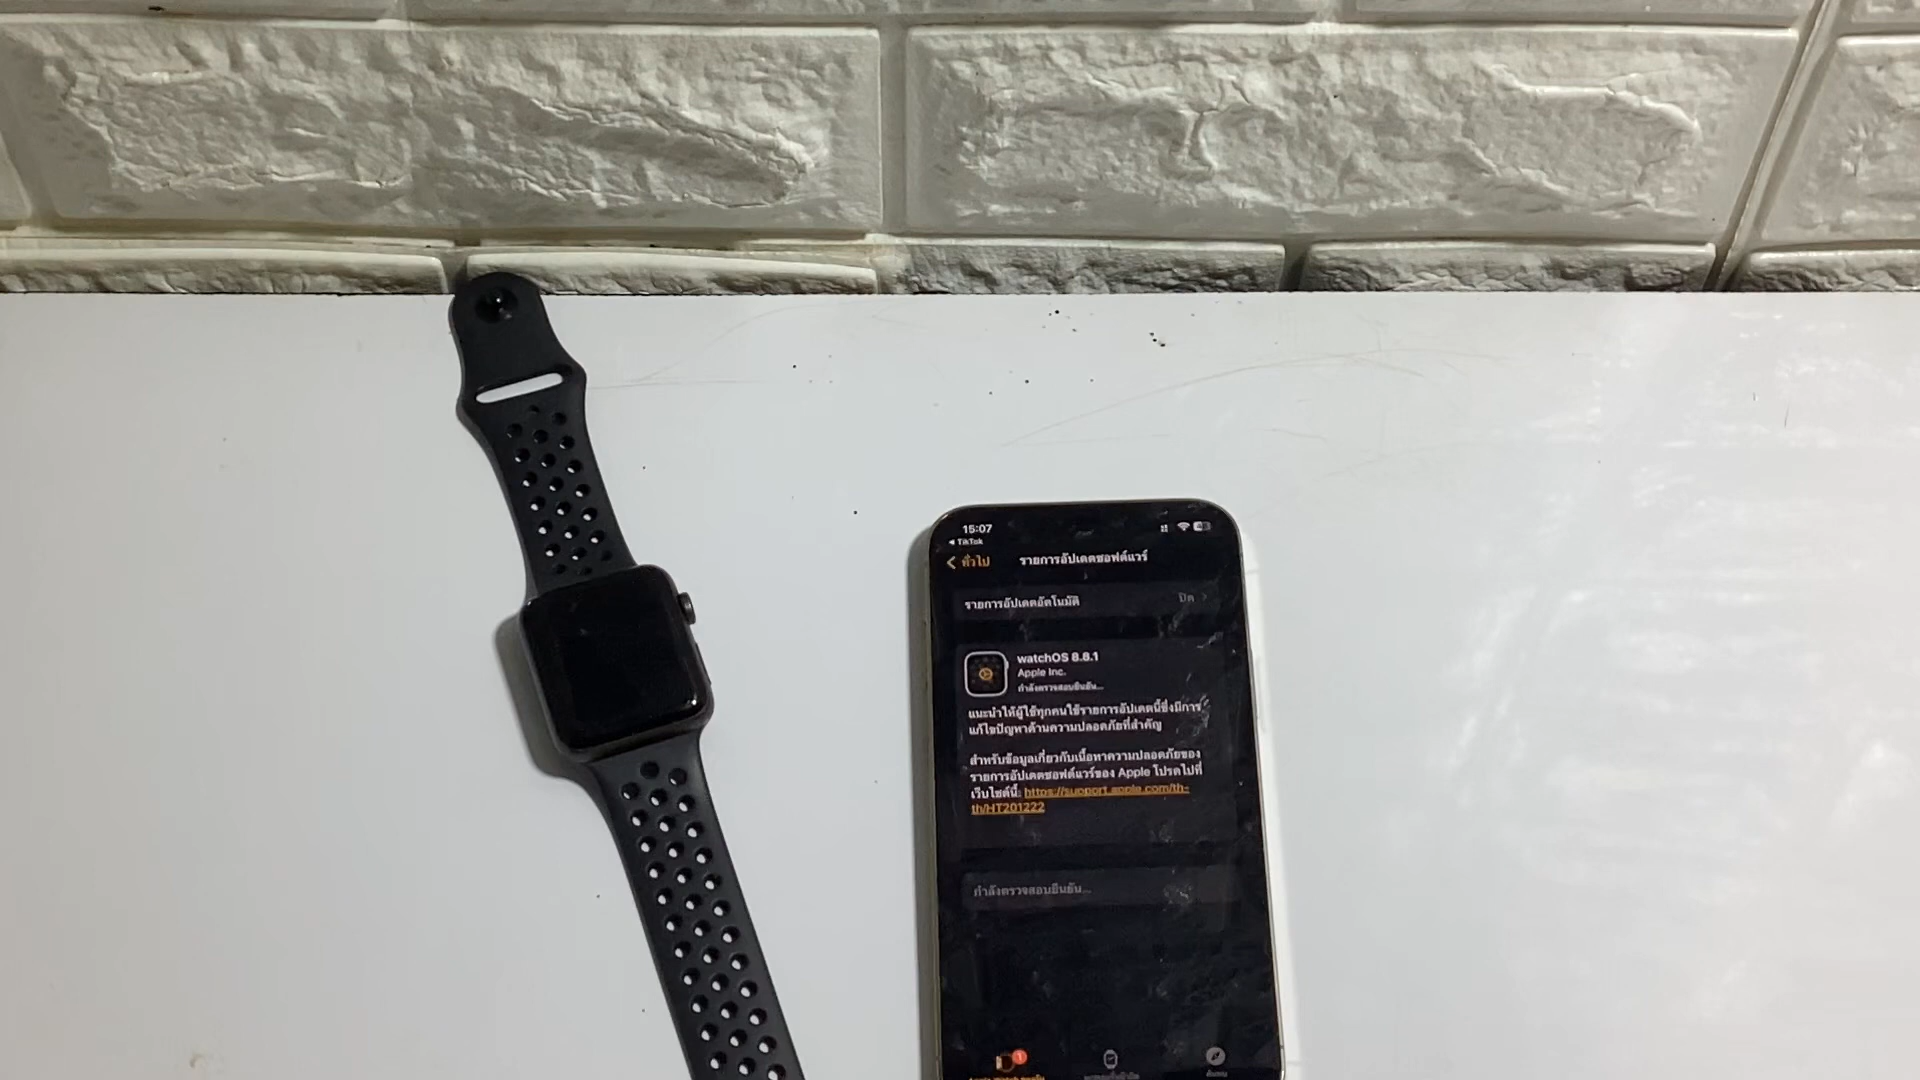 15:07
◀ TikTok
ทั่วไป
รายการอัปเดตซอฟต์แวร์
รายการอัปเดตอัตโนมัติ
ปิด
watchOS 8.8.1
Apple Inc.
กำลังตรวจสอบยืนยัน...
แนะนำให้ผู้ใช้ทุกคนใช้รายการอัปเดตนี้ซึ่งมีการ
แก้ไขปัญหาด้านความปลอดภัยที่สำคัญ
สำหรับข้อมูลเกี่ยวกับเนื้อหาความปลอดภัยของ
รายการอัปเดตซอฟต์แวร์ของ Apple โปรดไปที่
เว็บไซต์นี้: https://support.apple.com/th-
th/HT201222
กำลังตรวจสอบยืนยัน...
1
ค้นหา